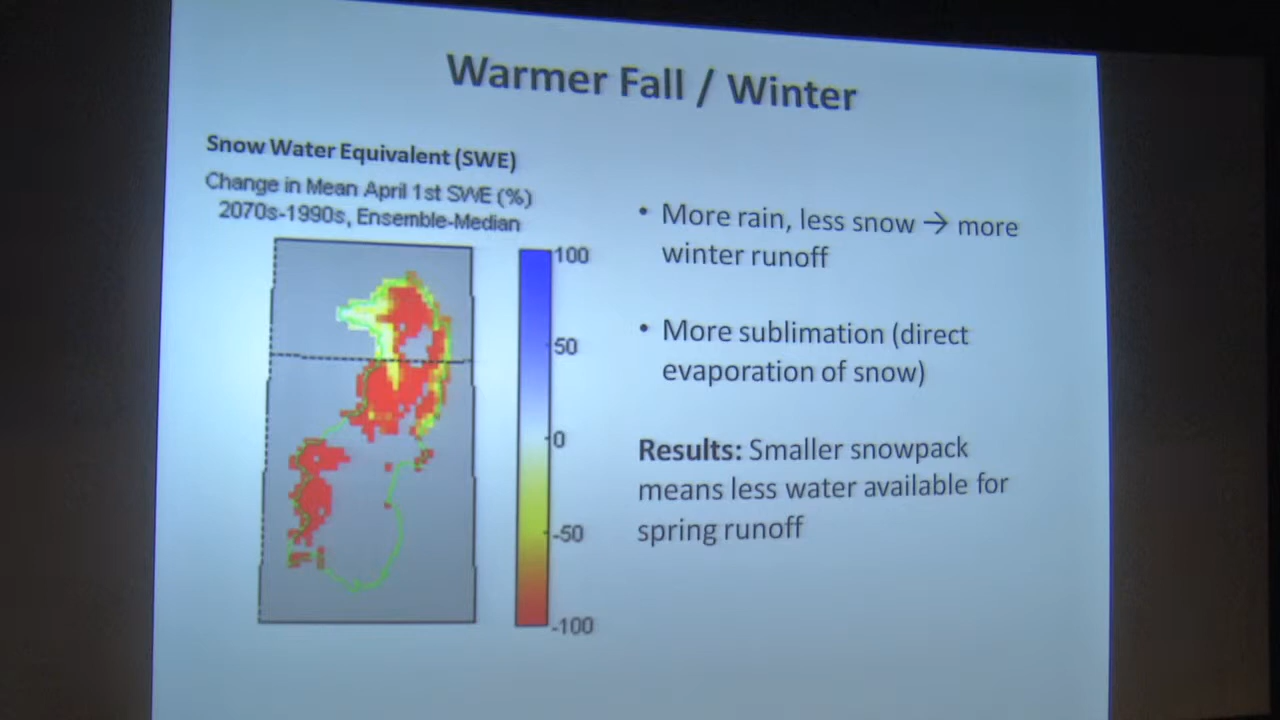 Warmer Fall / Winter
Snow Water Equivalent (SWE)
Change in Mean April 1st SWE (%)
2070s-1990s, Ensemble-Median
100
50
0
-50
-100
• More rain, less snow → more
winter runoff
• More sublimation (direct
evaporation of snow)
Results: Smaller snowpack
means less water available for
spring runoff